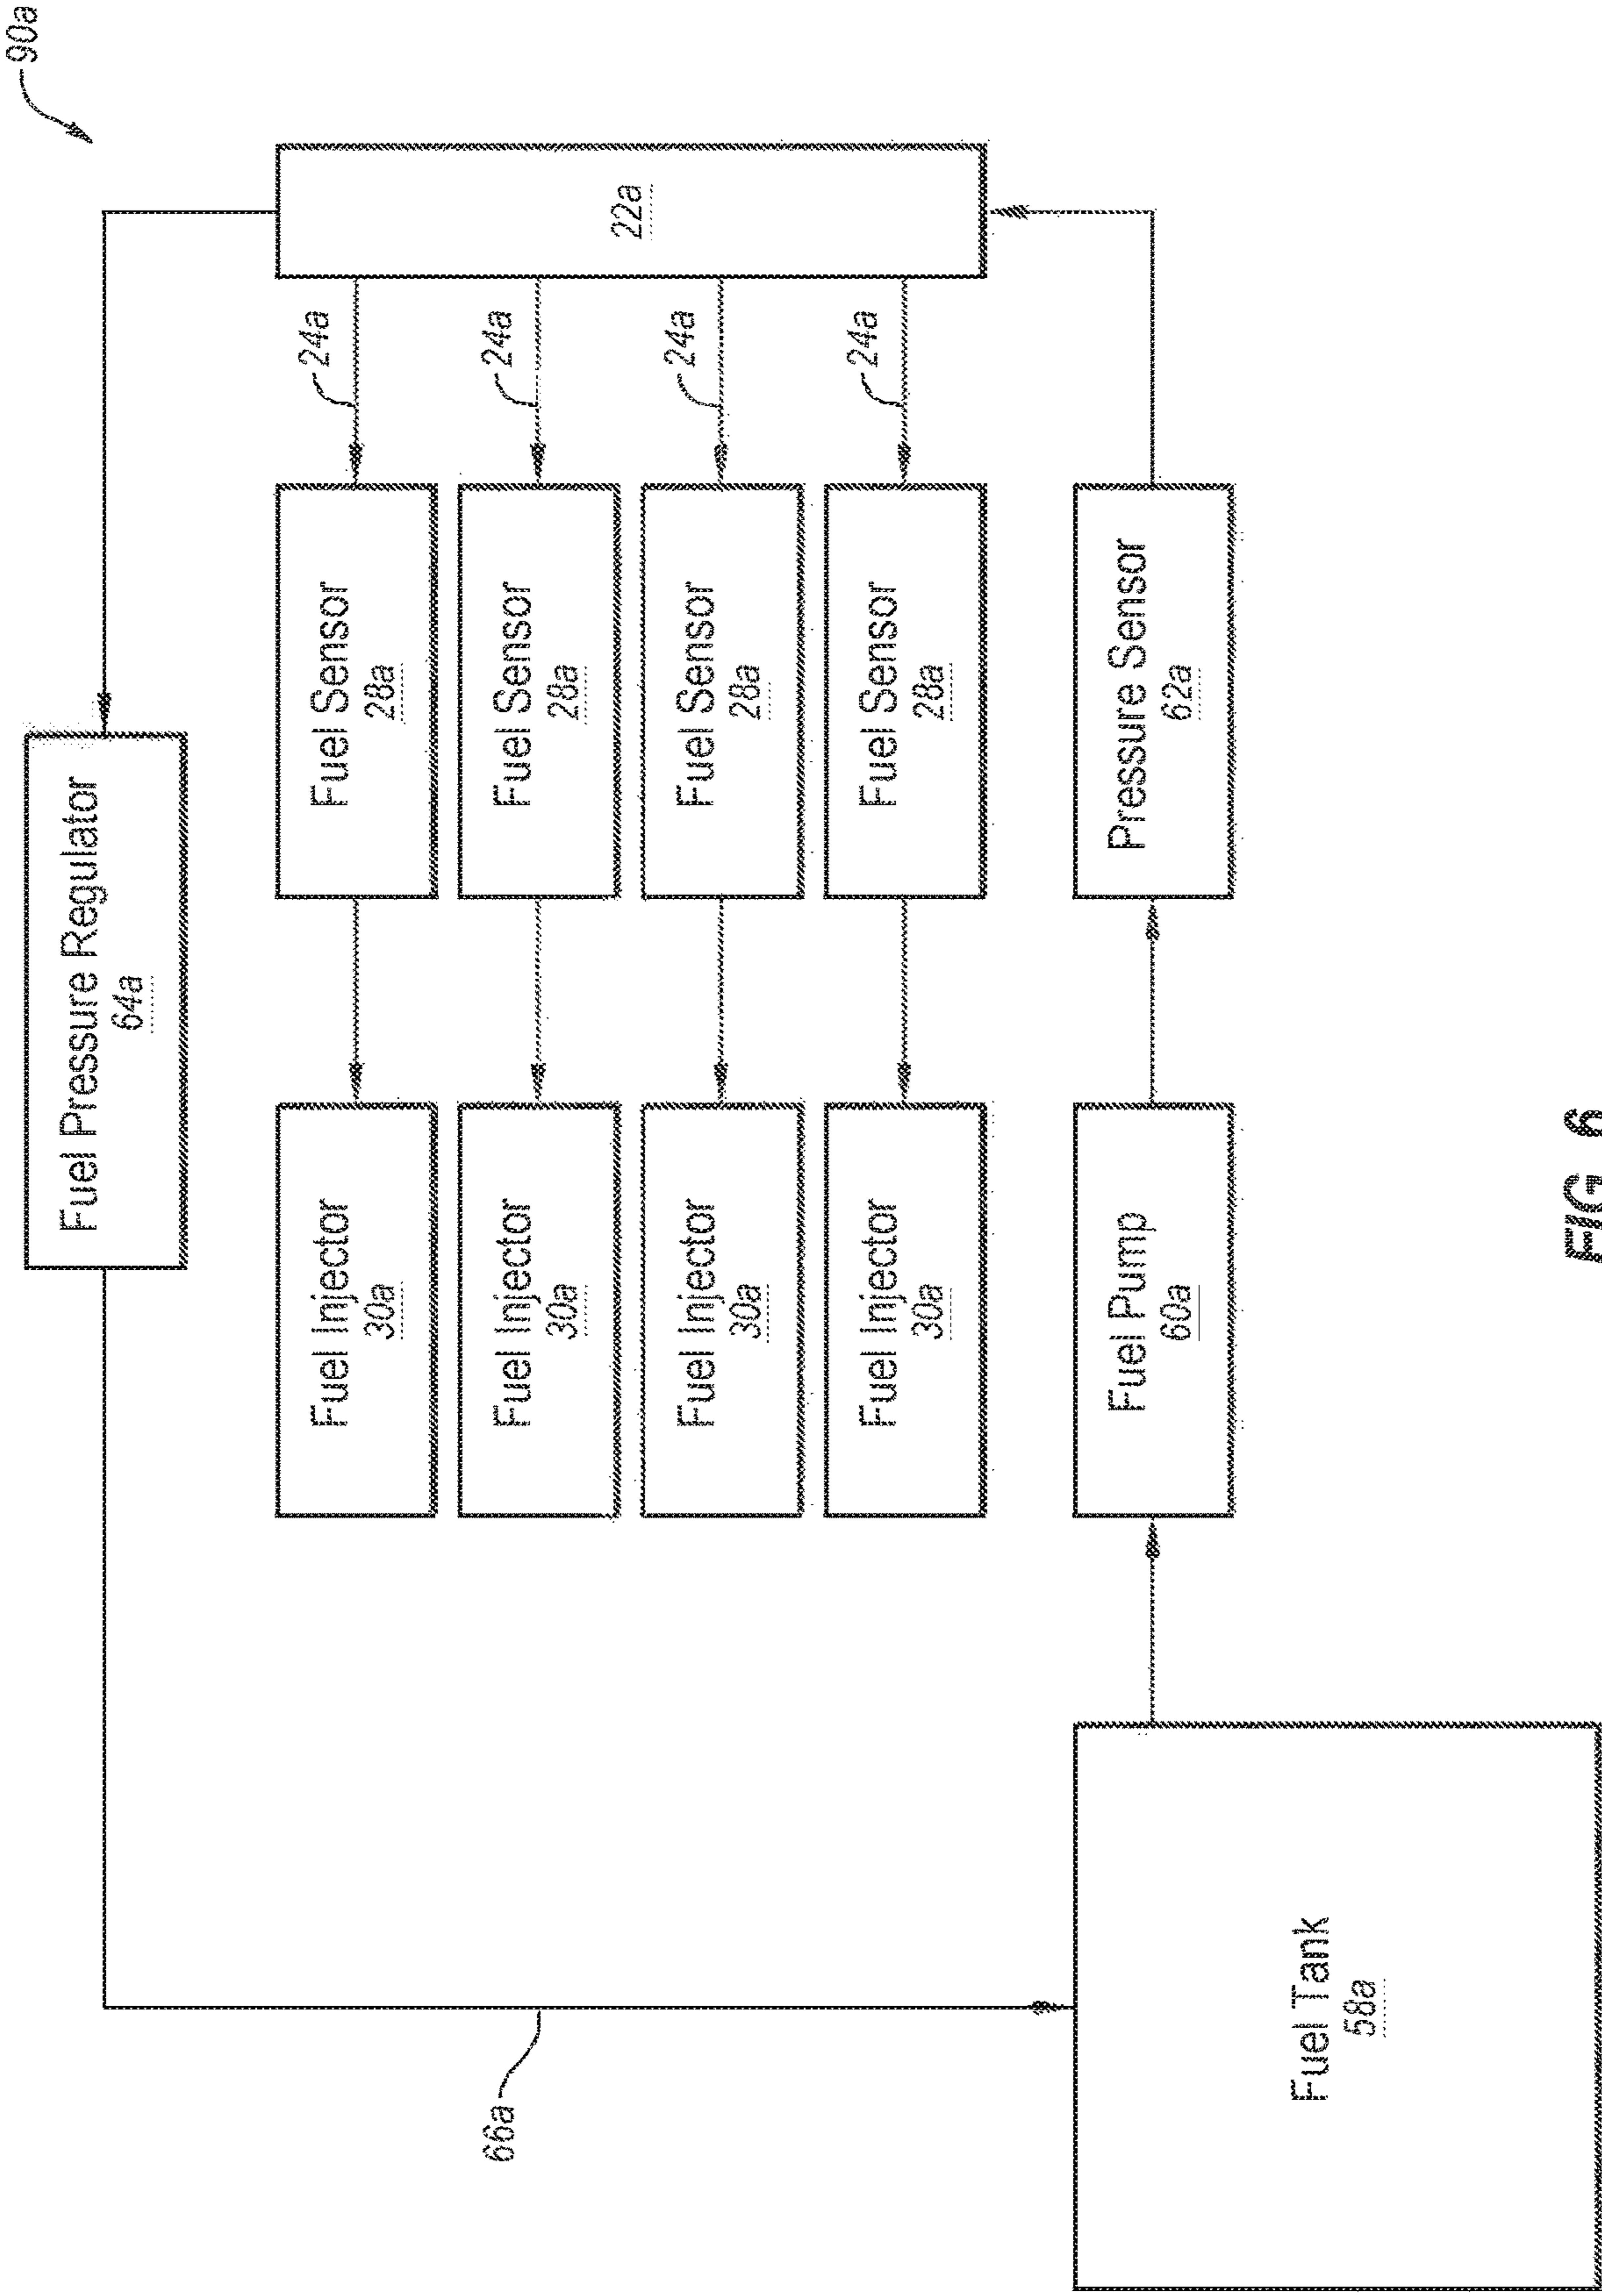 90a
Fuel Pressure Regulator
64a
22a
24a
24a
24a
24a
Fuel Sensor
28a
Fuel Sensor
28a
Fuel Sensor
28a
Fuel Sensor
28a
Fuel Injector
30a
Fuel Injector
30a
Fuel Injector
30a
Fuel Injector
30a
Pressure Sensor
62a
Fuel Pump
60a
66a
Fuel Tank
58a
FIG 6